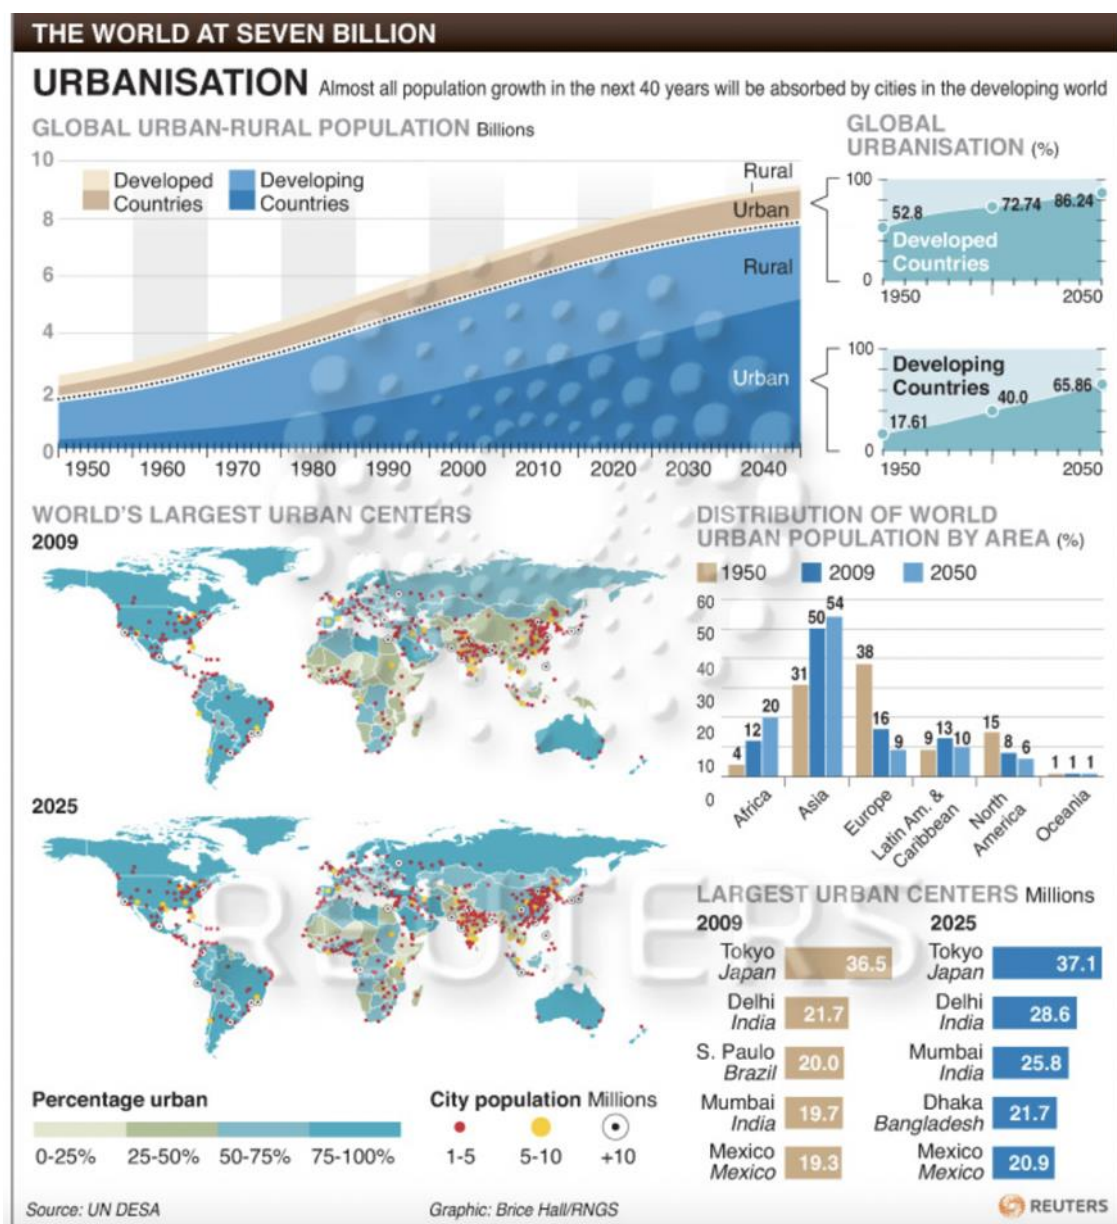 THE WORLD AT SEVEN BILLION
URBANISATION Almost all population growth in the next 40 years will be absorbed by cities in the developing world
GLOBAL URBAN-RURAL POPULATION Billions
10
8
6
4
2
0
Developed
Countries
Developing
Countries
Rural
Urban
Rural
Urban
1950 1960 1970 1980 1990 2000 2010 2020 2030 2040
GLOBAL
URBANISATION (%)
100
52.8 72.74 86.24
Developed
Countries
0
1950 2050
100
Developing
Countries
17.61 40.0 65.86
0
1950 2050
WORLD'S LARGEST URBAN CENTERS
2009
2025
DISTRIBUTION OF WORLD
URBAN POPULATION BY AREA (%)
1950 2009 2050
60
50
40
30
20
10
0
4 12 20
31 50 54
38 16 9
9 13 10
15 8 6
1 1 1
Africa
Asia
Europe
Latin Am. &
Caribbean
North
America
Oceania
REUTERS
LARGEST URBAN CENTERS Millions
2009
Tokyo
Japan 36.5
Delhi
India 21.7
S. Paulo
Brazil 20.0
Mumbai
India 19.7
Mexico
Mexico 19.3
2025
Tokyo
Japan 37.1
Delhi
India 28.6
Mumbai
India 25.8
Dhaka
Bangladesh 21.7
Mexico
Mexico 20.9
Percentage urban
0-25% 25-50% 50-75% 75-100%
City population Millions
1-5 5-10 +10
Source: UN DESA
Graphic: Brice Hall/RNGS
REUTERS